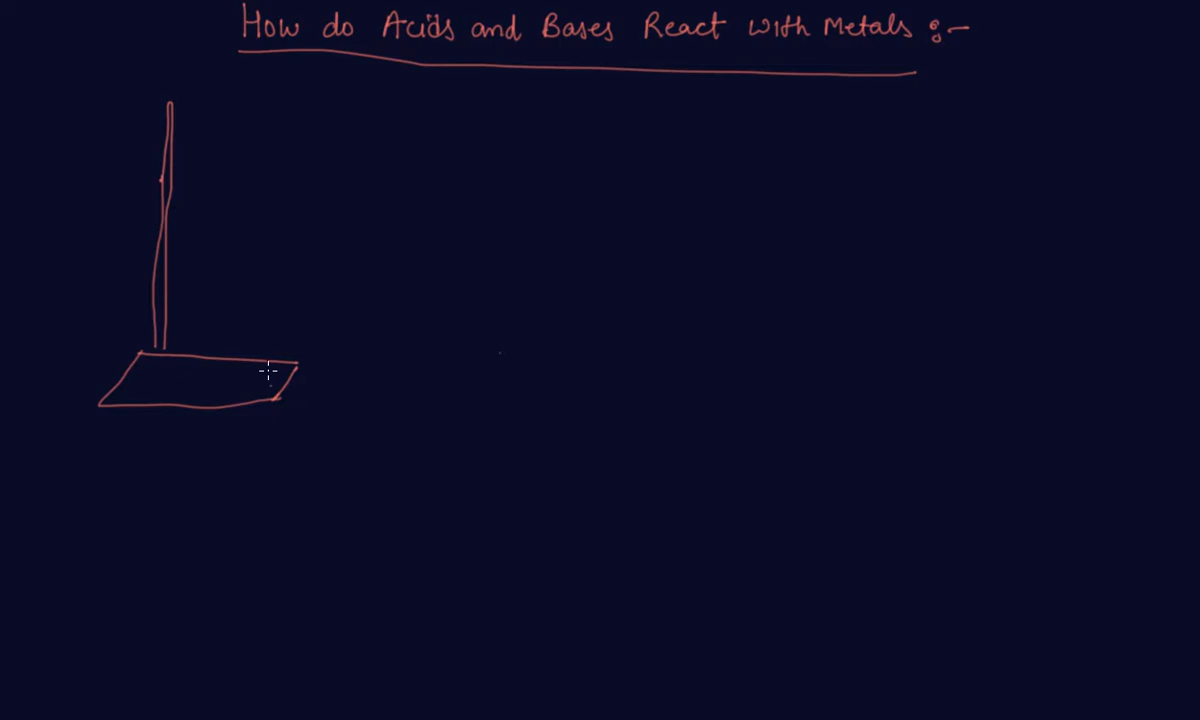 How do Acids and Bases React with Metals :-